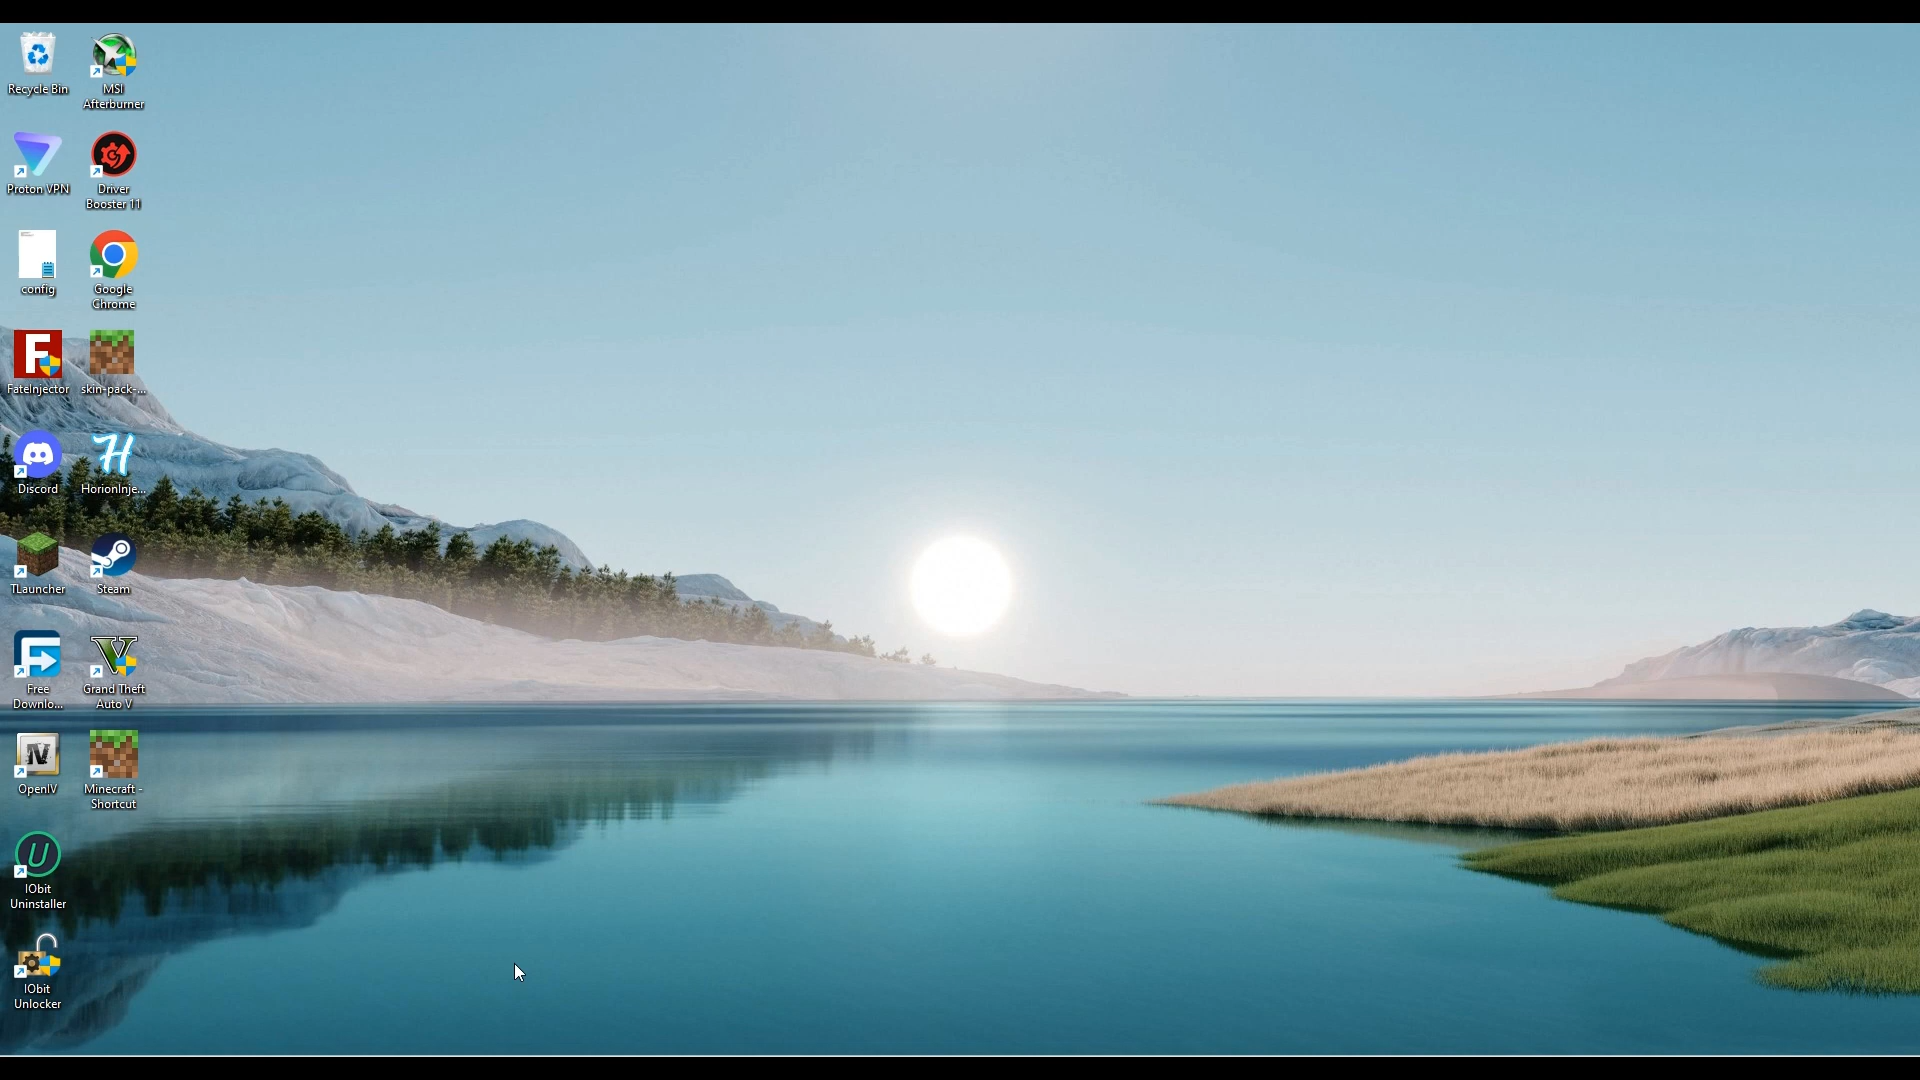 Recycle Bin
MSI
Afterburner
Proton VPN
Driver
Booster 11
config
Google
Chrome
FateInjector
skin-pack-...
Discord
HorionInje...
TLauncher
Steam
Free
Downlo...
Grand Theft
Auto V
OpenIV
Minecraft -
Shortcut
IObit
Uninstaller
IObit
Unlocker